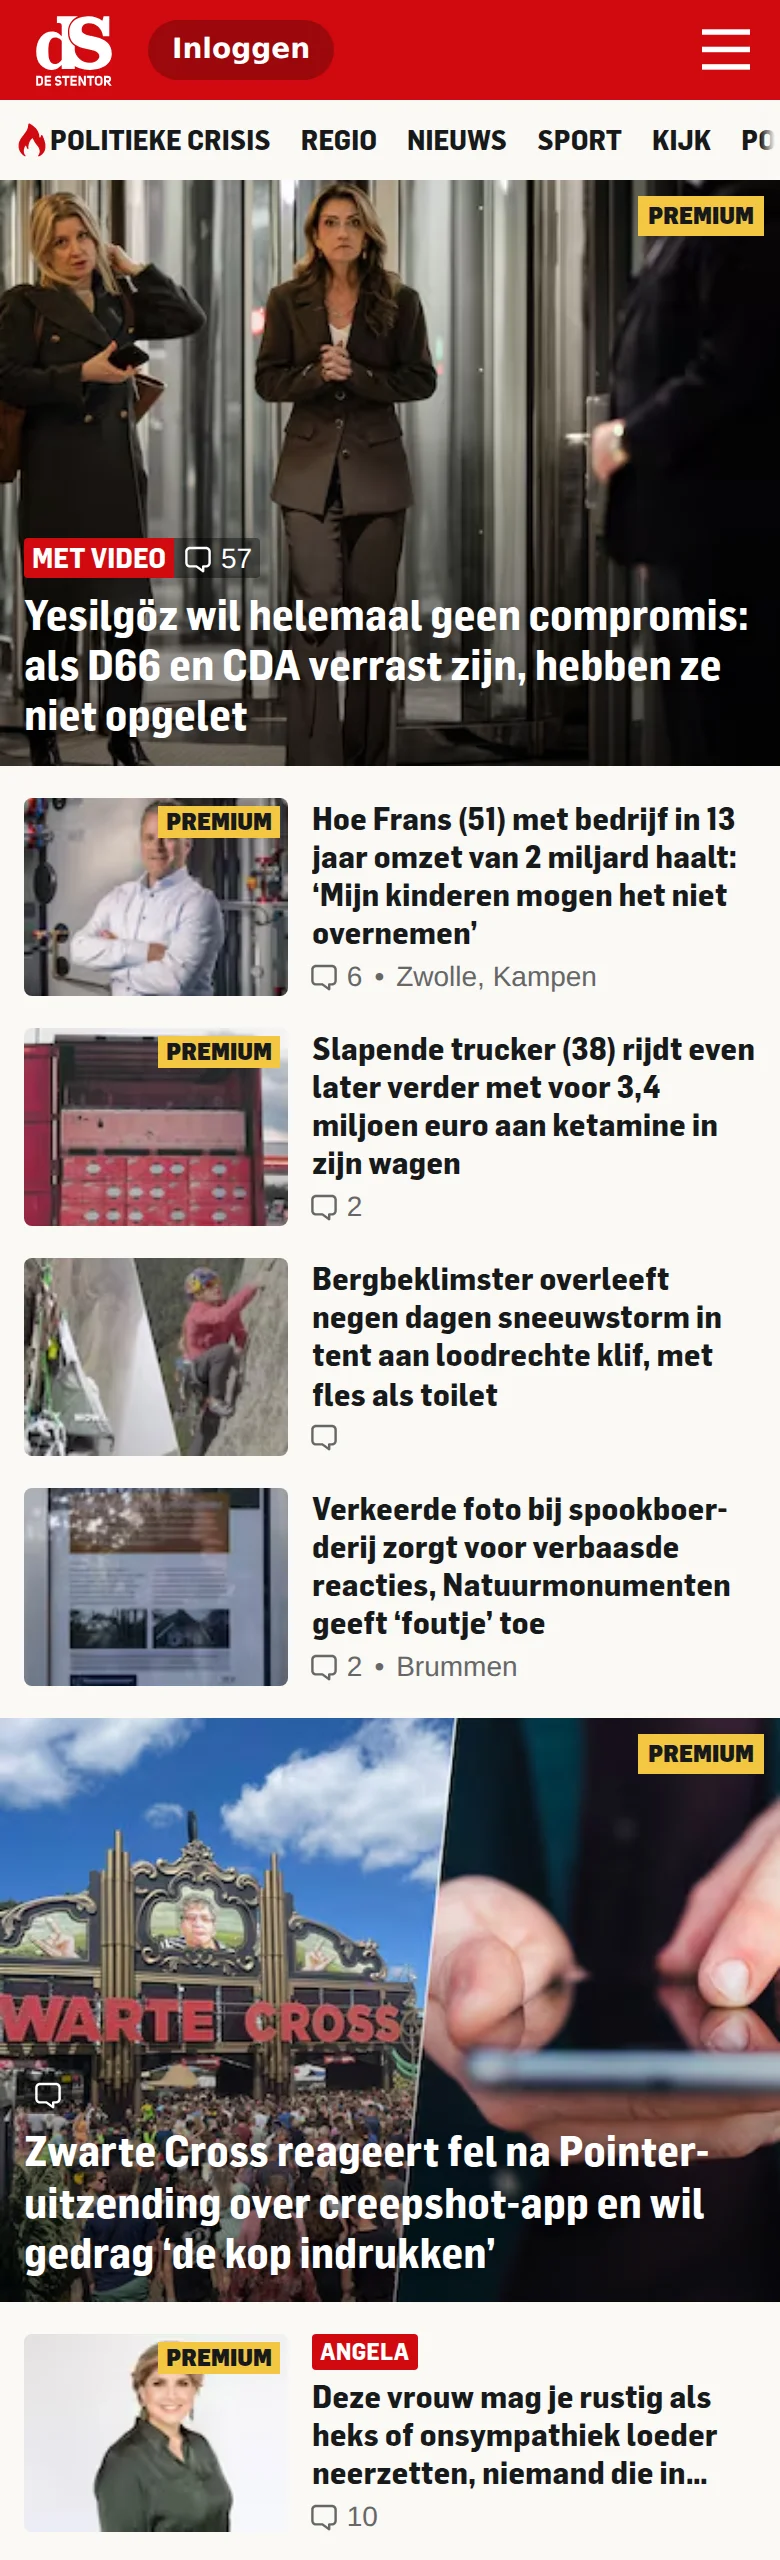 dS
DE STENTOR
Inloggen
POLITIEKE CRISIS REGIO NIEUWS SPORT KIJK PO
PREMIUM
MET VIDEO 57
Yesilgöz wil helemaal geen compromis:
als D66 en CDA verrast zijn, hebben ze
niet opgelet
PREMIUM
Hoe Frans (51) met bedrijf in 13
jaar omzet van 2 miljard haalt:
‘Mijn kinderen mogen het niet
overnemen’
6 • Zwolle, Kampen
PREMIUM
Slapende trucker (38) rijdt even
later verder met voor 3,4
miljoen euro aan ketamine in
zijn wagen
2
Bergbeklimster overleeft
negen dagen sneeuwstorm in
tent aan loodrechte klif, met
fles als toilet
Verkeerde foto bij spookboer-
derij zorgt voor verbaasde
reacties, Natuurmonumenten
geeft ‘foutje’ toe
2 • Brummen
PREMIUM
WARTE CROSS
Zwarte Cross reageert fel na Pointer-
uitzending over creepshot-app en wil
gedrag ‘de kop indrukken’
PREMIUM
ANGELA
Deze vrouw mag je rustig als
heks of onsympathiek loeder
neerzetten, niemand die in...
10